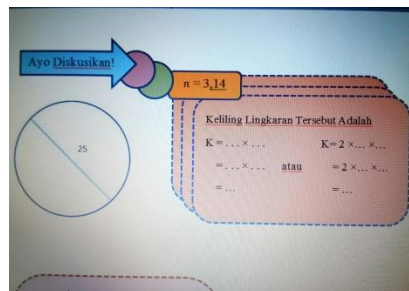 Ayo Diskusikan!
π = 3,14
25
Keliling Lingkaran Tersebut Adalah
K = . . . × . . .
K = 2 × ... × ...
= . . . × . . .
atau
= 2 × ... × ...
= ...
= ...